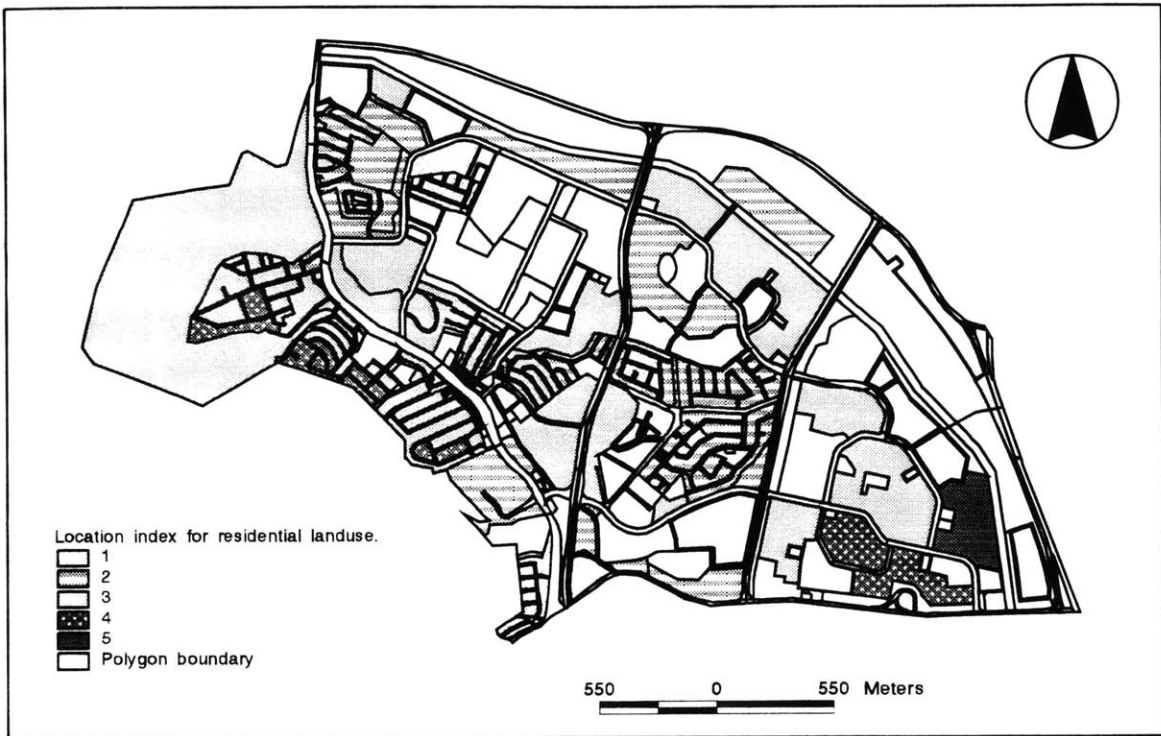 Location index for residential landuse.
1
2
3
4
5
Polygon boundary
550 0 550 Meters